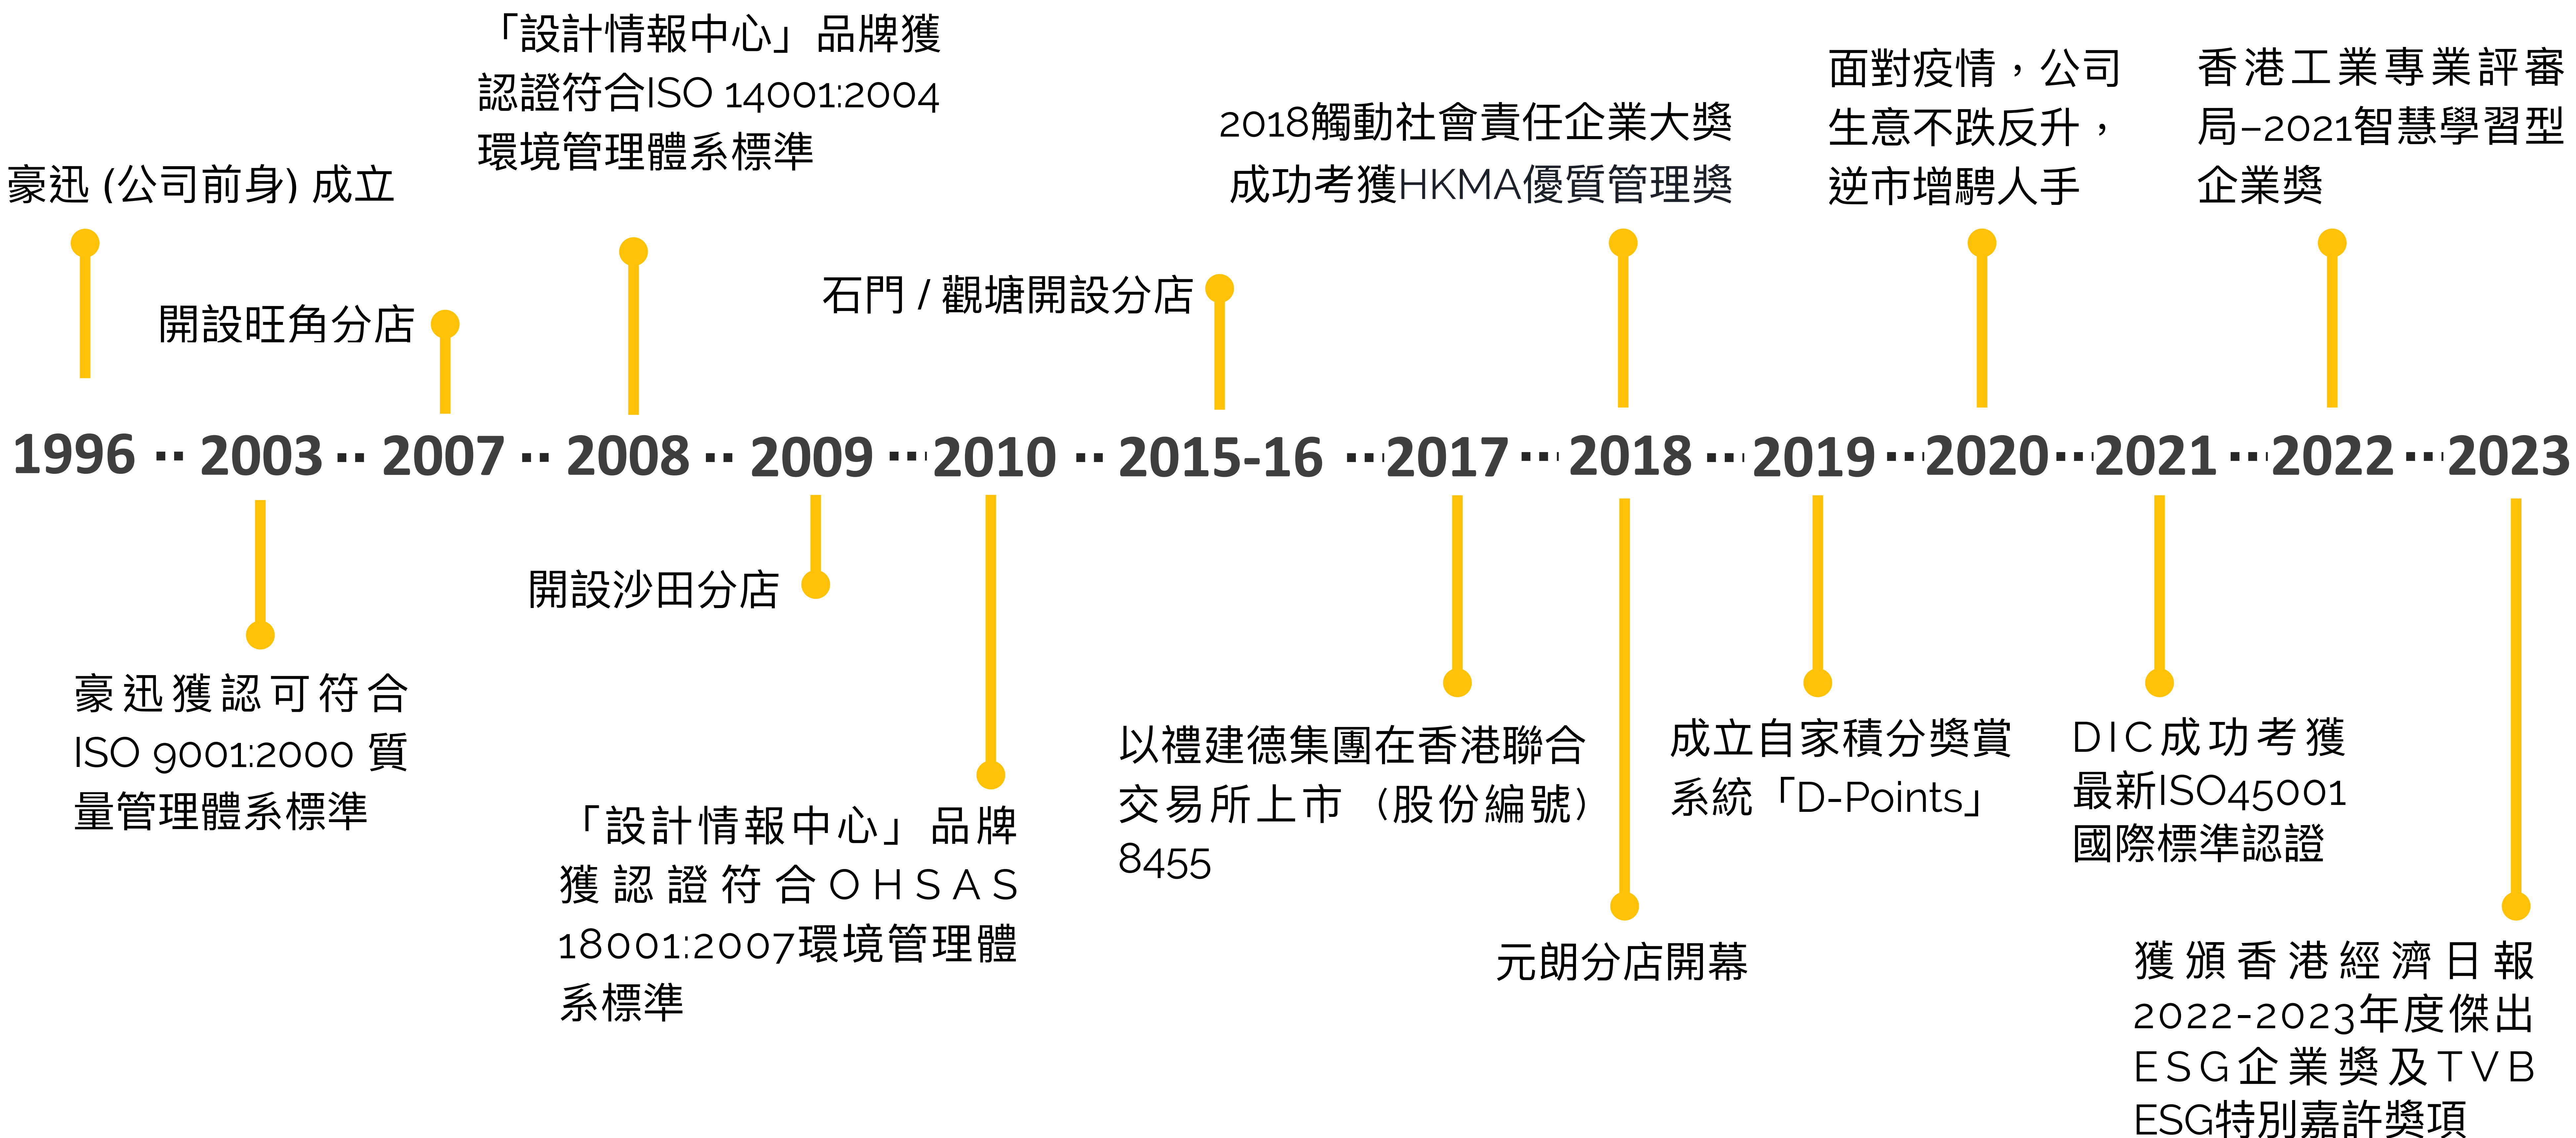 「設計情報中心」品牌獲
認證符合ISO 14001:2004
環境管理體系標準
面對疫情，公司
生意不跌反升，
逆市增聘人手
香港工業專業評審
局–2021智慧學習型
企業獎
2018觸動社會責任企業大獎
成功考獲HKMA優質管理獎
豪迅 (公司前身) 成立
開設旺角分店
石門 / 觀塘開設分店
1996 ·· 2003 ·· 2007 ·· 2008 ·· 2009 ·· 2010 ·· 2015-16 ·· 2017 ·· 2018 ·· 2019 ·· 2020 ·· 2021 ·· 2022 ·· 2023
開設沙田分店
豪迅獲認可符合
ISO 9001:2000 質
量管理體系標準
「設計情報中心」品牌
獲認證符合OHSAS
18001:2007環境管理體
系標準
以禮建德集團在香港聯合
交易所上市（股份編號）
8455
元朗分店開幕
成立自家積分獎賞
系統「D-Points」
DIC成功考獲
最新ISO45001
國際標準認證
獲頒香港經濟日報
2022-2023年度傑出
ESG企業獎及TVB
ESG特別嘉許獎項